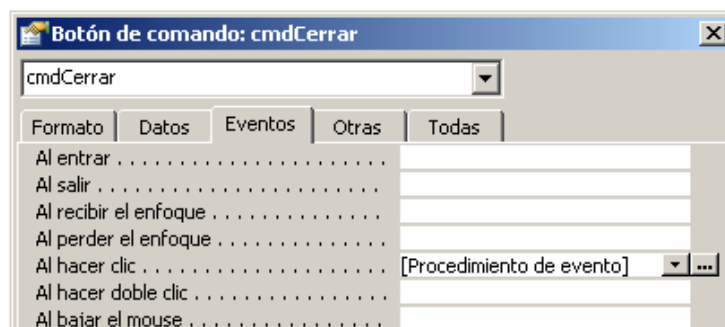 Botón de comando: cmdCerrar
cmdCerrar
Formato Datos Eventos Otras Todas
Al entrar . . . . . . . . . . . . . . . . . . . . . . .
Al salir . . . . . . . . . . . . . . . . . . . . . . . .
Al recibir el enfoque . . . . . . . . . . . . . .
Al perder el enfoque . . . . . . . . . . . . . .
Al hacer clic . . . . . . . . . . . . . . . . . . . . [Procedimiento de evento] ...
Al hacer doble clic . . . . . . . . . . . . . . . .
Al bajar el mouse . . . . . . . . . . . . . . . . .